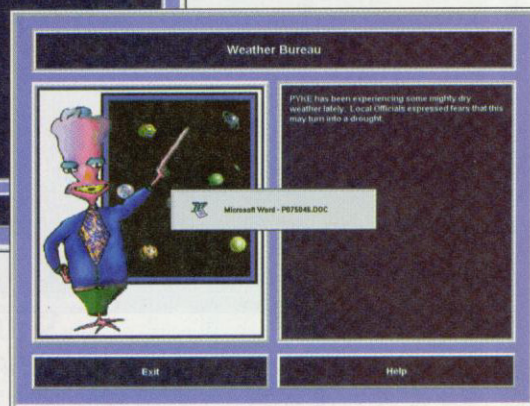 Weather Bureau
PYKE has been experiencing some mighty dry
weather lately. Local Officials expressed fears that this
may turn into a drought.
Microsoft Word - P875046.DOC
Exit
Help